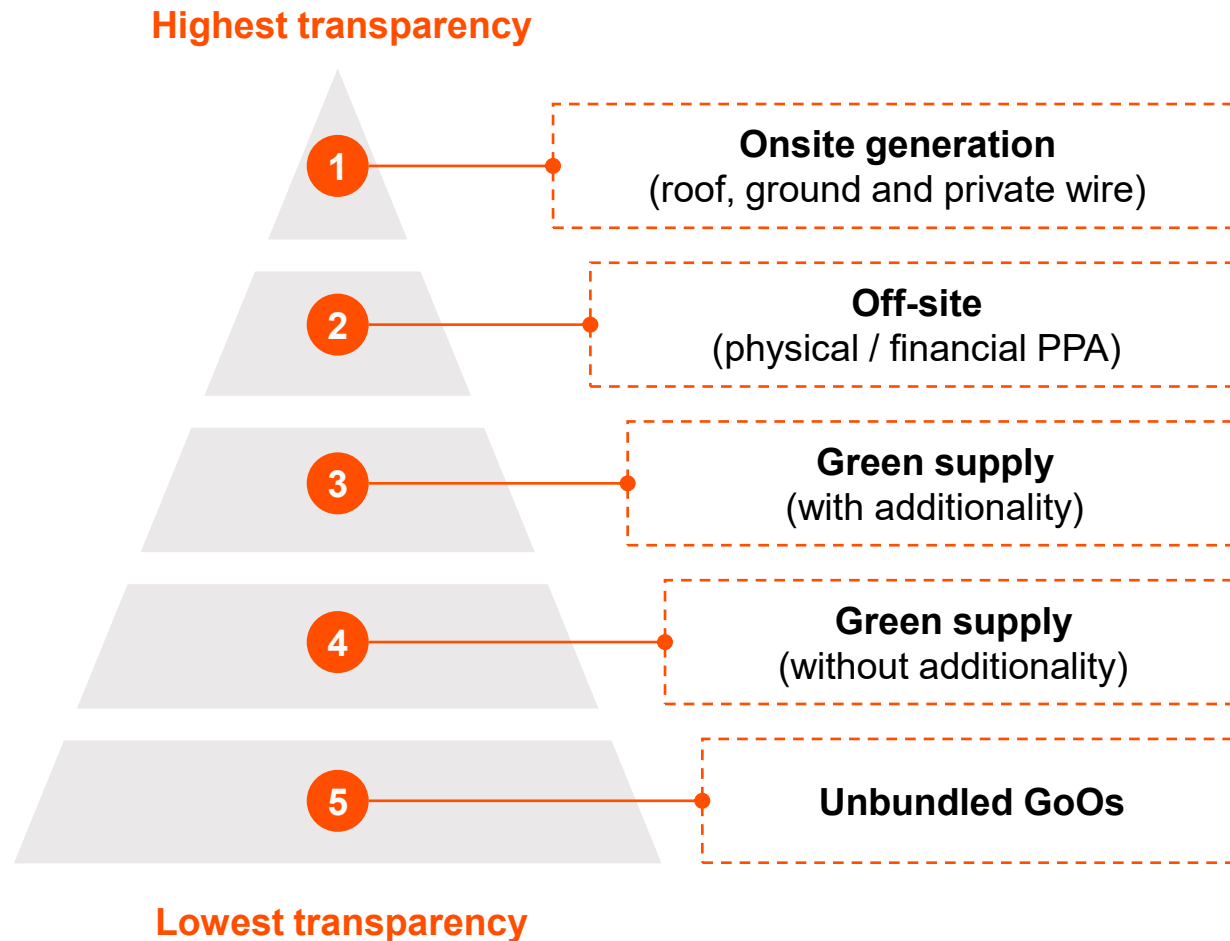 Highest transparency
1
Onsite generation
(roof, ground and private wire)
2
Off-site
(physical / financial PPA)
3
Green supply
(with additionality)
4
Green supply
(without additionality)
5
Unbundled GoOs
Lowest transparency